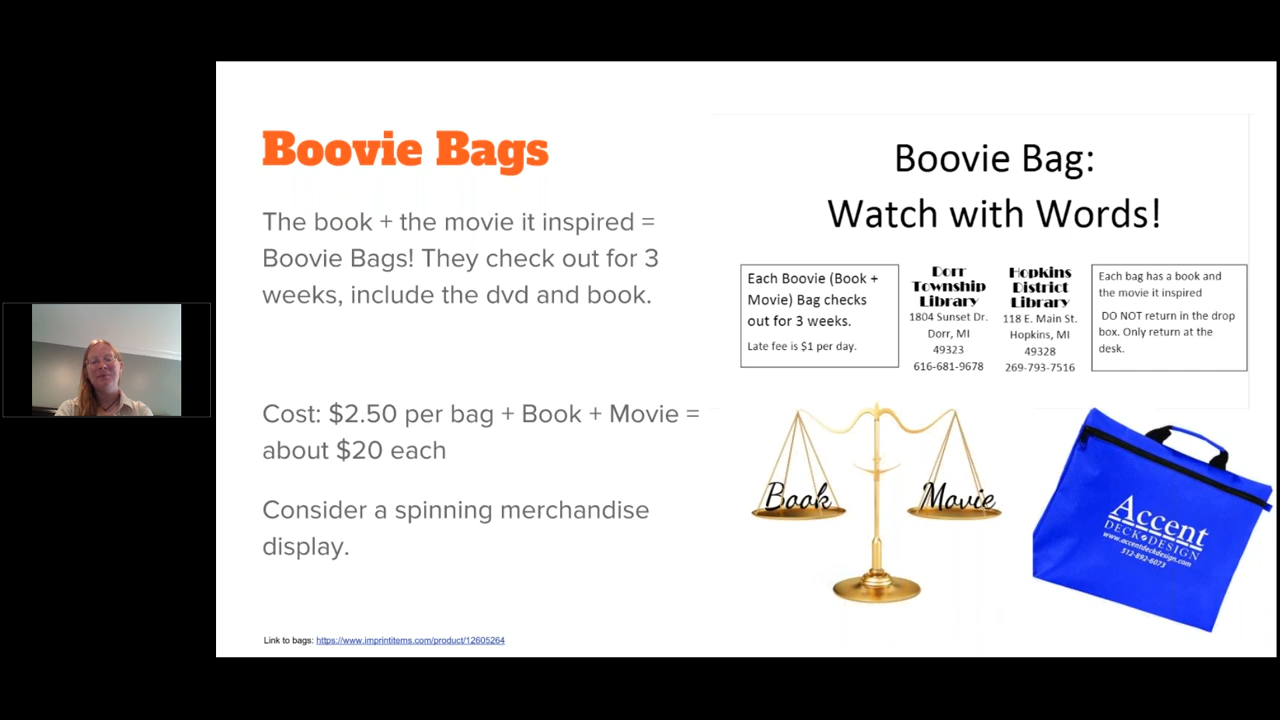 Boovie Bags
The book + the movie it inspired =
Boovie Bags! They check out for 3
weeks, include the dvd and book.
Cost: $2.50 per bag + Book + Movie =
about $20 each
Consider a spinning merchandise
display.
Link to bags: https://www.imprintitems.com/product/12605264
Boovie Bag:
Watch with Words!
Each Boovie (Book +
Movie) Bag checks
out for 3 weeks.
Late fee is $1 per day.
Dorr
Township
Library
1804 Sunset Dr.
Dorr, MI
49323
616-681-9678
Hopkins
District
Library
118 E. Main St.
Hopkins, MI
49328
269-793-7516
Each bag has a book and
the movie it inspired
DO NOT return in the drop
box. Only return at the
desk.
Book
Movie
Accent
DECK DESIGN
www.accentdeckdesign.com
512-892-6073